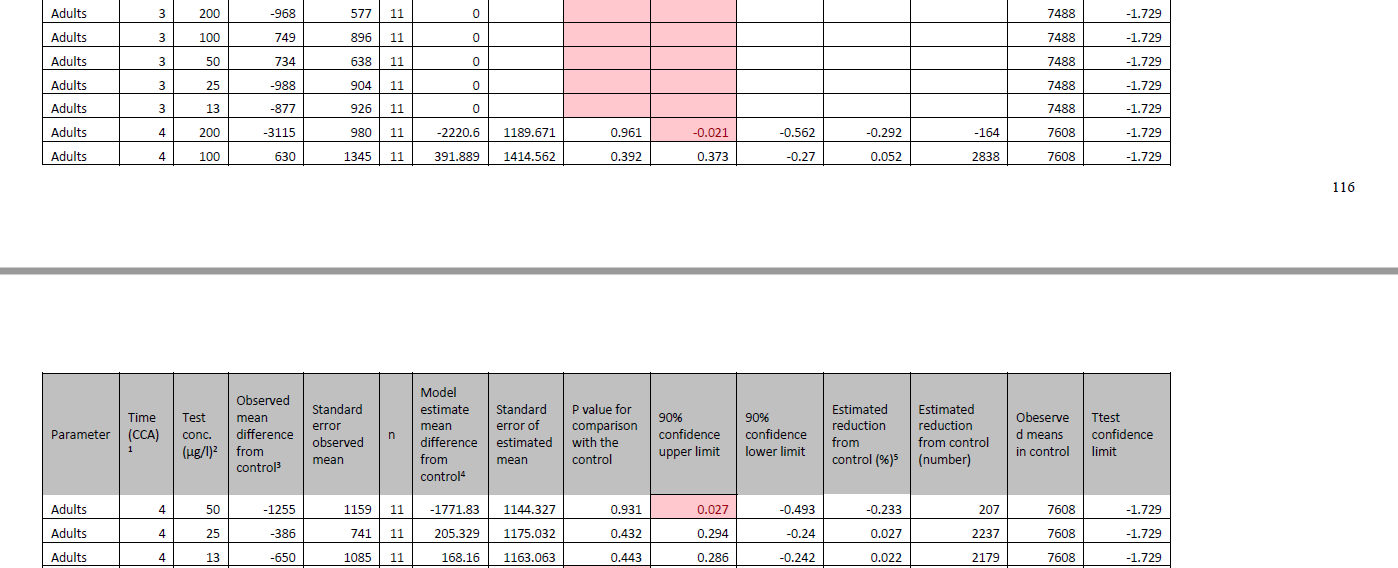 Adults 3 200 -968 577 11 0 7488 -1.729
Adults 3 100 749 896 11 0 7488 -1.729
Adults 3 50 734 638 11 0 7488 -1.729
Adults 3 25 -988 904 11 0 7488 -1.729
Adults 3 13 -877 926 11 0 7488 -1.729
Adults 4 200 -3115 980 11 -2220.6 1189.671 0.961 -0.021 -0.562 -0.292 -164 7608 -1.729
Adults 4 100 630 1345 11 391.889 1414.562 0.392 0.373 -0.27 0.052 2838 7608 -1.729
116
Parameter
Time
(CCA)
1
Test
conc.
(µg/l)²
Observed
mean
difference
from
control³
Standard
error
observed
mean
n
Model
estimate
mean
difference
from
control⁴
Standard
error of
estimated
mean
P value for
comparison
with the
control
90%
confidence
upper limit
90%
confidence
lower limit
Estimated
reduction
from
control (%)⁵
Estimated
reduction
from control
(number)
Obeserve
d means
in control
Ttest
confidence
limit
Adults 4 50 -1255 1159 11 -1771.83 1144.327 0.931 0.027 -0.493 -0.233 207 7608 -1.729
Adults 4 25 -386 741 11 205.329 1175.032 0.432 0.294 -0.24 0.027 2237 7608 -1.729
Adults 4 13 -650 1085 11 168.16 1163.063 0.443 0.286 -0.242 0.022 2179 7608 -1.729